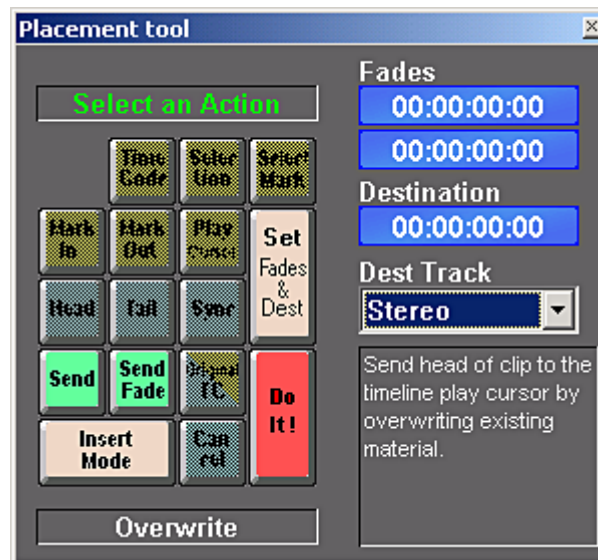 Placement tool
Select an Action
Time
Code
Selec
tion
Select
Mark
Mark
In
Mark
Out
Play
Cursor
Set
Fades
&
Dest
Head
Tail
Sync
Send
Send
Fade
Original
TC
Do
It!
Insert
Mode
Can
cel
Overwrite
Fades
00:00:00:00
00:00:00:00
Destination
00:00:00:00
Dest Track
Stereo
Send head of clip to the
timeline play cursor by
overwriting existing
material.